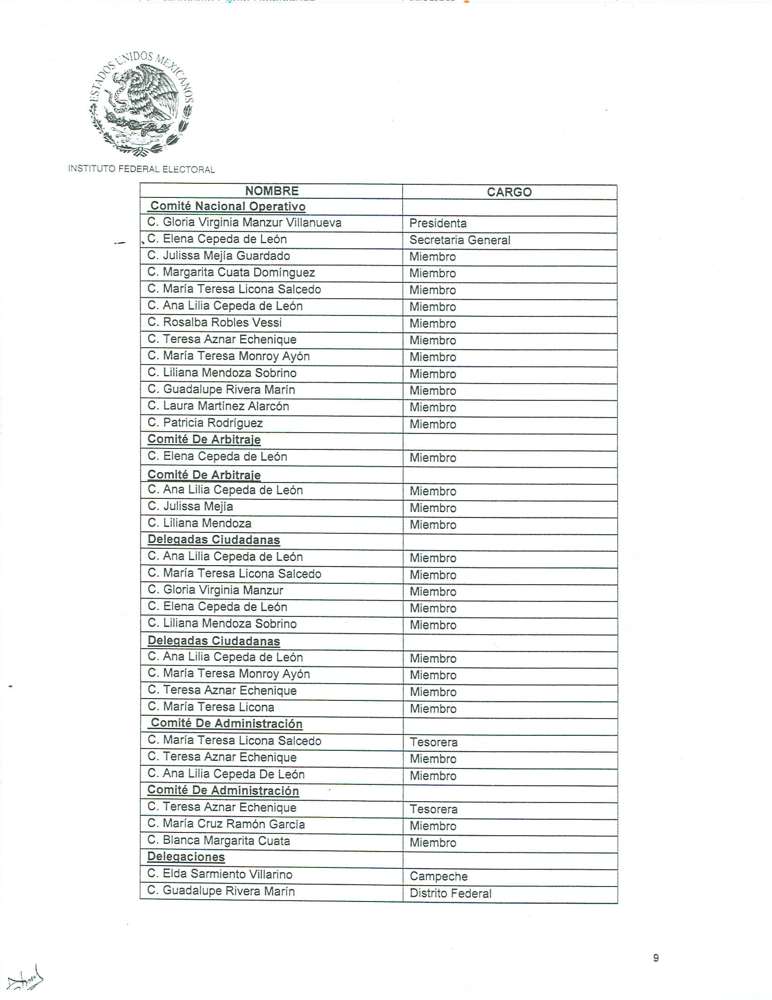 ESTADOS UNIDOS MEXICANOS
INSTITUTO FEDERAL ELECTORAL
NOMBRE CARGO
Comité Nacional Operativo
C. Gloria Virginia Manzur Villanueva Presidenta
C. Elena Cepeda de León Secretaria General
C. Julissa Mejía Guardado Miembro
C. Margarita Cuata Domínguez Miembro
C. María Teresa Licona Salcedo Miembro
C. Ana Lilia Cepeda de León Miembro
C. Rosalba Robles Vessi Miembro
C. Teresa Aznar Echenique Miembro
C. María Teresa Monroy Ayón Miembro
C. Liliana Mendoza Sobrino Miembro
C. Guadalupe Rivera Marín Miembro
C. Laura Martínez Alarcón Miembro
C. Patricia Rodríguez Miembro
Comité De Arbitraje
C. Elena Cepeda de León Miembro
Comité De Arbitraje
C. Ana Lilia Cepeda de León Miembro
C. Julissa Mejía Miembro
C. Liliana Mendoza Miembro
Delegadas Ciudadanas
C. Ana Lilia Cepeda de León Miembro
C. María Teresa Licona Salcedo Miembro
C. Gloria Virginia Manzur Miembro
C. Elena Cepeda de León Miembro
C. Liliana Mendoza Sobrino Miembro
Delegadas Ciudadanas
C. Ana Lilia Cepeda de León Miembro
C. María Teresa Monroy Ayón Miembro
C. Teresa Aznar Echenique Miembro
C. María Teresa Licona Miembro
Comité De Administración
C. María Teresa Licona Salcedo Tesorera
C. Teresa Aznar Echenique Miembro
C. Ana Lilia Cepeda De León Miembro
Comité De Administración
C. Teresa Aznar Echenique Tesorera
C. María Cruz Ramón García Miembro
C. Blanca Margarita Cuata Miembro
Delegaciones
C. Elda Sarmiento Villarino Campeche
C. Guadalupe Rivera Marín Distrito Federal
9